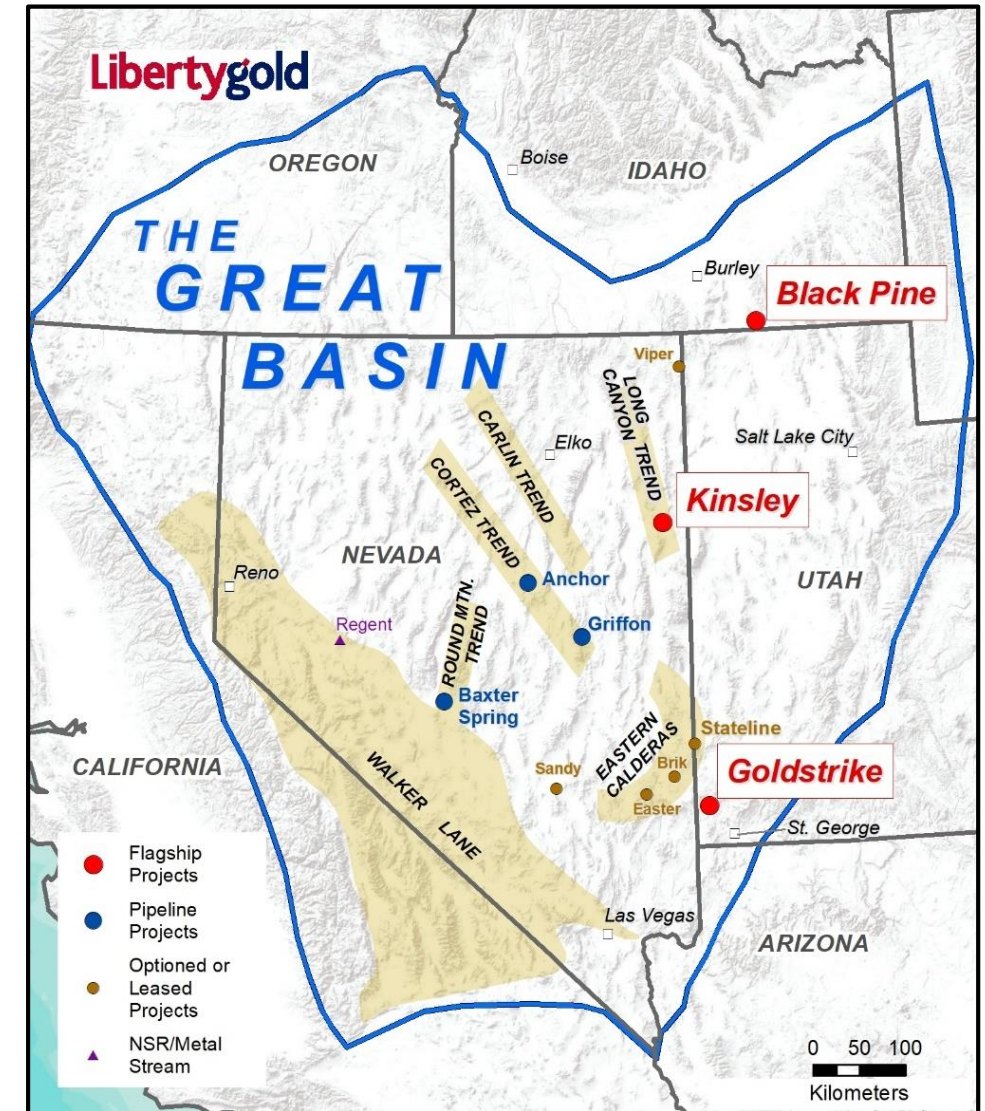 Libertygold
OREGON
Boise
IDAHO
THE
GREAT
BASIN
Burley
Black Pine
Viper
LONG
CANYON TREND
CARLIN TREND
Elko
Salt Lake City
CORTEZ TREND
Kinsley
NEVADA
Anchor
UTAH
Reno
Griffon
Regent
ROUND MTN.
TREND
Baxter
Spring
EASTERN
CALDERAS
Stateline
CALIFORNIA
WALKER
LANE
Sandy
Brik
Easter
Goldstrike
St. George
Las Vegas
ARIZONA
Flagship
Projects
Pipeline
Projects
Optioned or
Leased
Projects
NSR/Metal
Stream
0 50 100
Kilometers